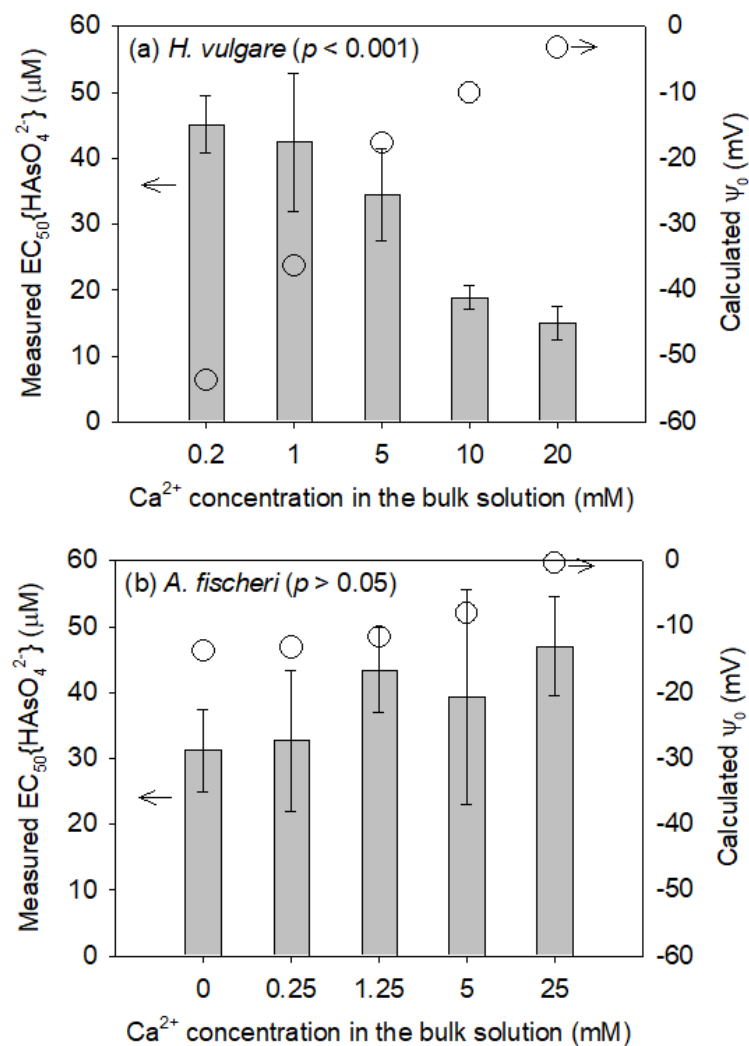 (a) H. vulgare (p < 0.001)
Measured EC₅₀{HAsO₄²⁻} (μM)
60
50
40
30
20
10
0
0
-10
-20
-30
-40
-50
-60
Calculated Ψ₀ (mV)
0.2 1 5 10 20
Ca²⁺ concentration in the bulk solution (mM)
(b) A. fischeri (p > 0.05)
Measured EC₅₀{HAsO₄²⁻} (μM)
60
50
40
30
20
10
0
0
-10
-20
-30
-40
-50
-60
Calculated Ψ₀ (mV)
0 0.25 1.25 5 25
Ca²⁺ concentration in the bulk solution (mM)